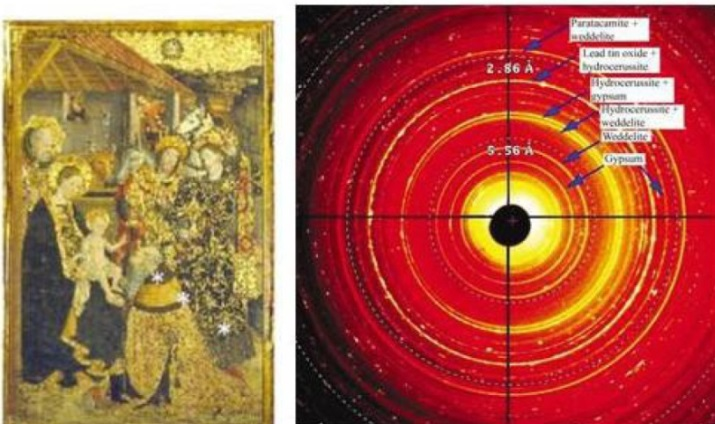 Paratacamite +
weddelite
Lead tin oxide +
hydrocerussite
2.86 Å
Hydrocerussite +
gypsum
Hydrocerussite +
weddelite
Weddelite
5.56 Å
Gypsum